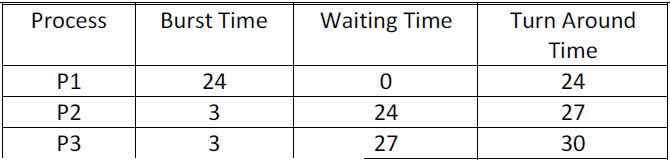 Process Burst Time Waiting Time Turn Around
Time
P1 24 0 24
P2 3 24 27
P3 3 27 30